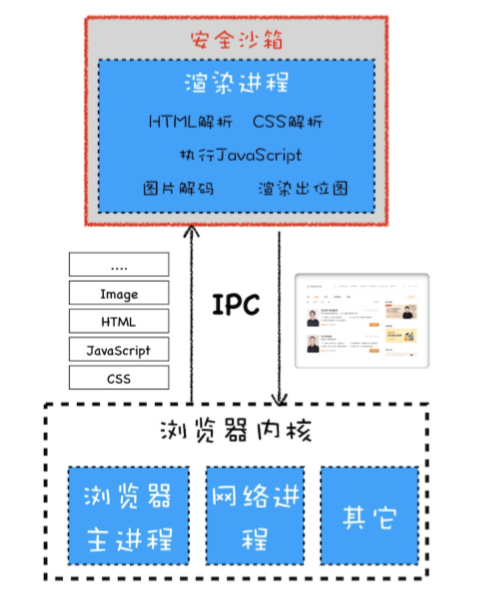 安全沙箱
渲染进程
HTML解析 CSS解析
执行JavaScript
图片解码 渲染出位图
....
Image
HTML
JavaScript
CSS
IPC
浏览器内核
浏览器
主进程
网络进
程
其它